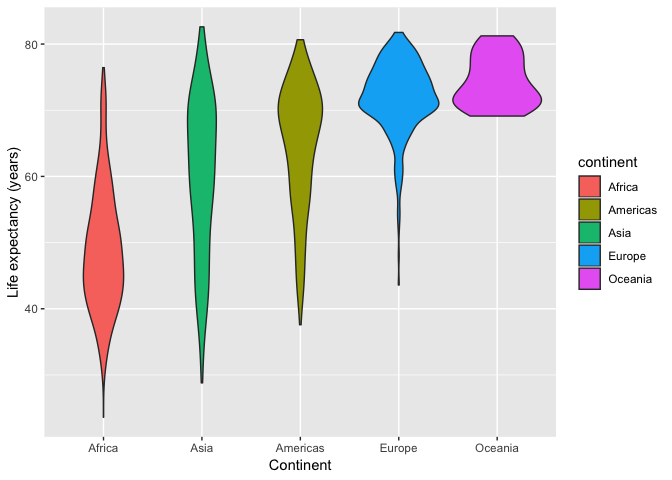 80
60
40
Life expectancy (years)
Africa
Asia
Americas
Europe
Oceania
Continent
continent
Africa
Americas
Asia
Europe
Oceania